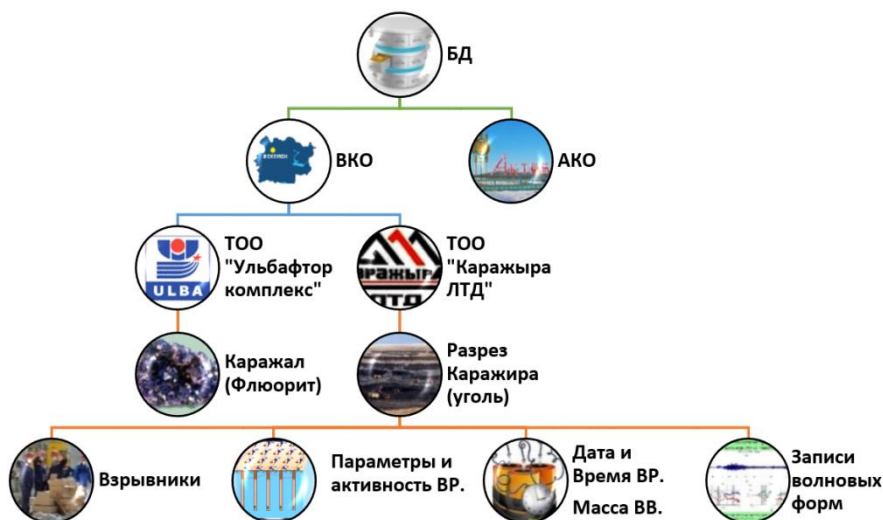 БД
ВКО
АКО
ТОО
"Ульбафтор
комплекс"
ULBA
ТОО
"Каражыра
ЛТД"
Каражал
(Флюорит)
Разрез
Каражира
(уголь)
Взрывники
Параметры и
активность ВР.
Дата и
Время ВР.
Масса ВВ.
Записи
волновых
форм